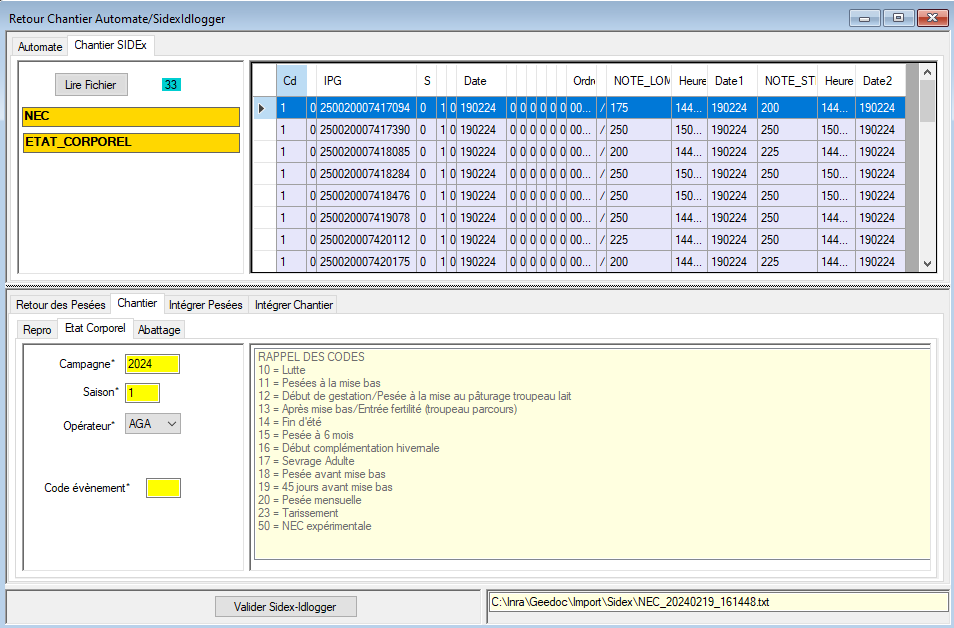 Retour Chantier Automate/SidexIdlogger
Automate Chantier SIDEx
Lire Fichier 33
NEC
ETAT_CORPOREL
Cd IPG S Date Ordre NOTE_LOM Heure Date1 NOTE_STE Heure Date2
1 0 250020007417094 0 1 0 190224 0 0 0 0 0 0 00... / 175 144... 190224 200 144... 190224
1 0 250020007417390 0 1 0 190224 0 0 0 0 0 0 00... / 250 150... 190224 250 150... 190224
1 0 250020007418085 0 1 0 190224 0 0 0 0 0 0 00... / 200 144... 190224 225 144... 190224
1 0 250020007418284 0 1 0 190224 0 0 0 0 0 0 00... / 250 150... 190224 250 150... 190224
1 0 250020007418476 0 1 0 190224 0 0 0 0 0 0 00... / 250 150... 190224 250 150... 190224
1 0 250020007419078 0 1 0 190224 0 0 0 0 0 0 00... / 250 144... 190224 250 144... 190224
1 0 250020007420112 0 1 0 190224 0 0 0 0 0 0 00... / 225 144... 190224 250 144... 190224
1 0 250020007420175 0 1 0 190224 0 0 0 0 0 0 00... / 200 144... 190224 225 144... 190224
Retour des Pesées Chantier Intégrer Pesées Intégrer Chantier
Repro Etat Corporel Abattage
Campagne* 2024
Saison* 1
Opérateur* AGA
Code évènement*
RAPPEL DES CODES
10 = Lutte
11 = Pesées à la mise bas
12 = Début de gestation/Pesée à la mise au pâturage troupeau lait
13 = Après mise bas/Entrée fertilité (troupeau parcours)
14 = Fin d'été
15 = Pesée à 6 mois
16 = Début complémentation hivernale
17 = Sevrage Adulte
18 = Pesée avant mise bas
19 = 45 jours avant mise bas
20 = Pesée mensuelle
23 = Tarissement
50 = NEC expérimentale
Valider Sidex-Idlogger
C:\Inra\Geedoc\Import\Sidex\NEC_20240219_161448.txt